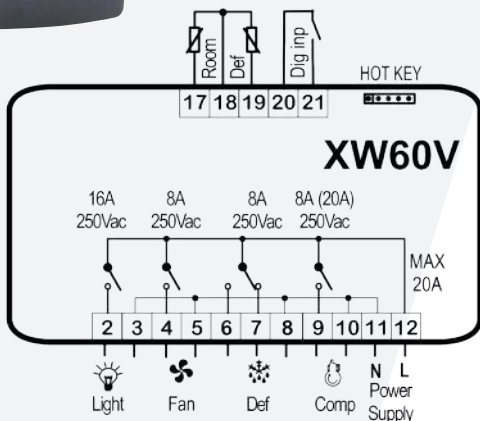 Room
Def
Dig inp
17 18 19 20 21
HOT KEY
XW60V
16A 8A 8A 8A (20A)
250Vac 250Vac 250Vac 250Vac
MAX
20A
2 3 4 5 6 7 8 9 10 11 12
N L
Light Fan Def Comp Power
Supply